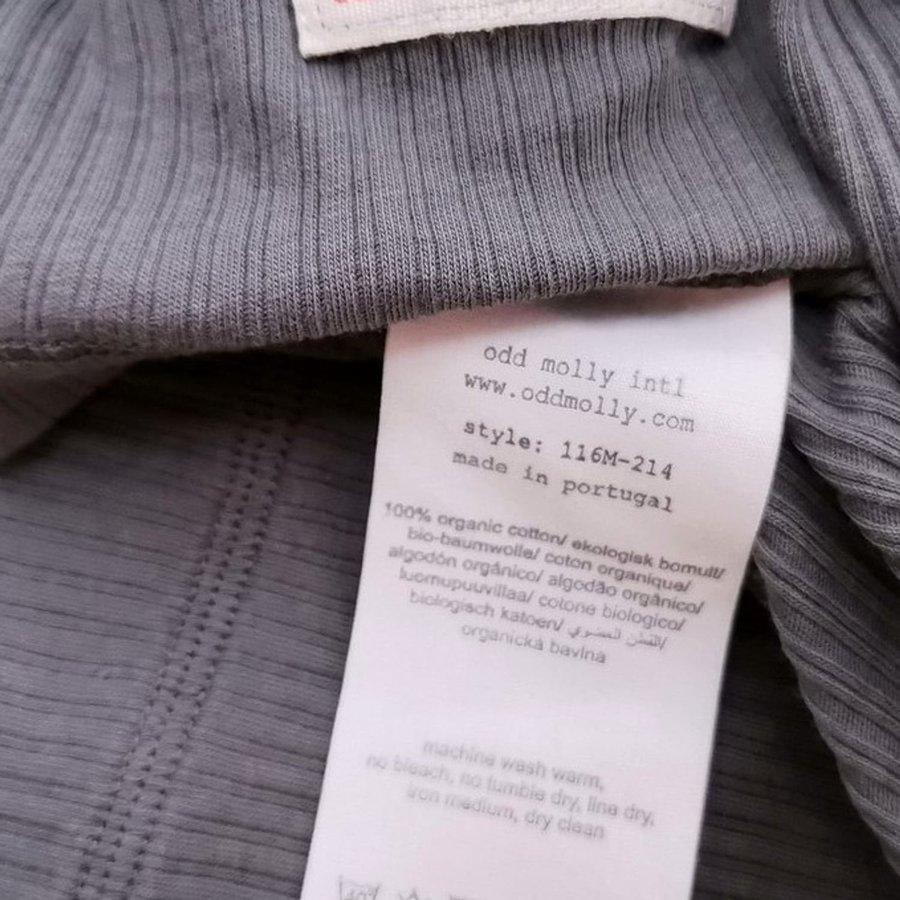 odd molly intl
www.oddmolly.com
style: 116M-214
made in portugal
100% organic cotton/ ekologisk bomull/
bio-baumwolle/ coton organique/
algodón orgánico/ algodão orgânico/
luomupuuvillaa/ cotone biologico/
biologisch katoen/ القطن العضوي/
organická bavlna
machine wash warm,
no bleach, no tumble dry, line dry,
iron medium, dry clean